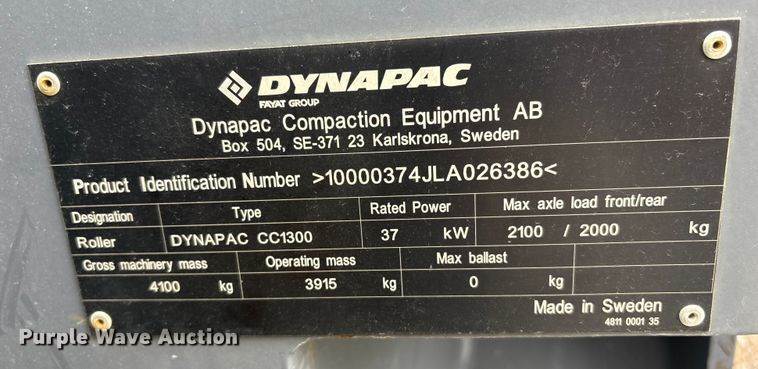 DYNAPAC
FAYAT GROUP
Dynapac Compaction Equipment AB
Box 504, SE-371 23 Karlskrona, Sweden
Product Identification Number >10000374JLA026386<
Designation Type Rated Power Max axle load front/rear
Roller DYNAPAC CC1300 37 kW 2100 / 2000 kg
Gross machinery mass Operating mass Max ballast
4100 kg 3915 kg 0 kg
Made in Sweden
4811 0001 35
Purple Wave Auction